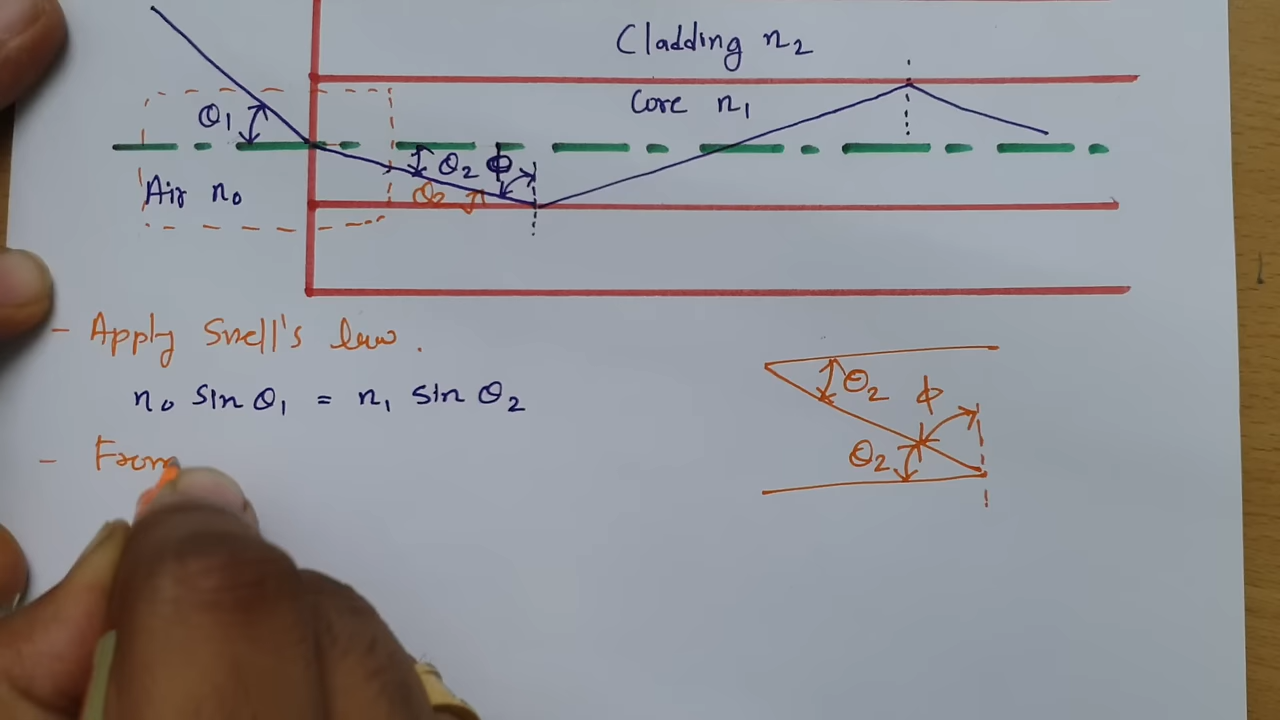 Cladding n₂
Core n₁
θ₁
θ₂ ϕ
θ₂
Air n₀
- Apply Snell's law.
n₀ sin θ₁ = n₁ sin θ₂
θ₂ ϕ
θ₂
- From